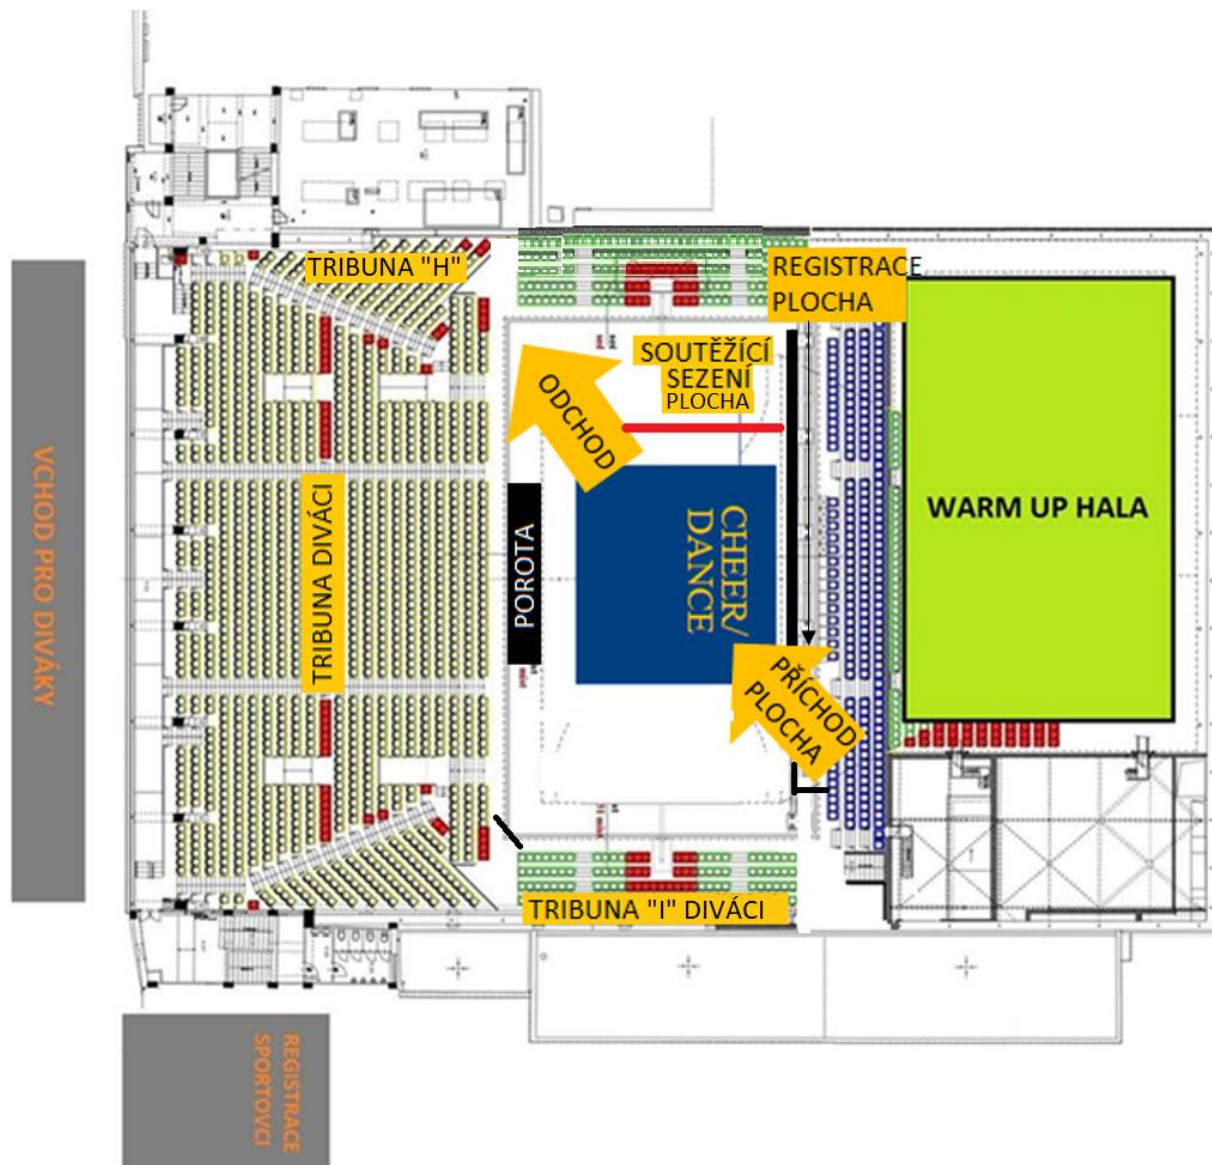 TRIBUNA "H"
REGISTRACE
PLOCHA
SOUTĚŽÍCÍ
SEZENÍ
PLOCHA
ODCHOD
VCHOD PRO DIVÁKY
TRIBUNA DIVÁCI
POROTA
CHEER/
DANCE
WARM UP HALA
PŘÍCHOD
PLOCHA
TRIBUNA "I" DIVÁCI
REGISTRACE
SPORTOVCI